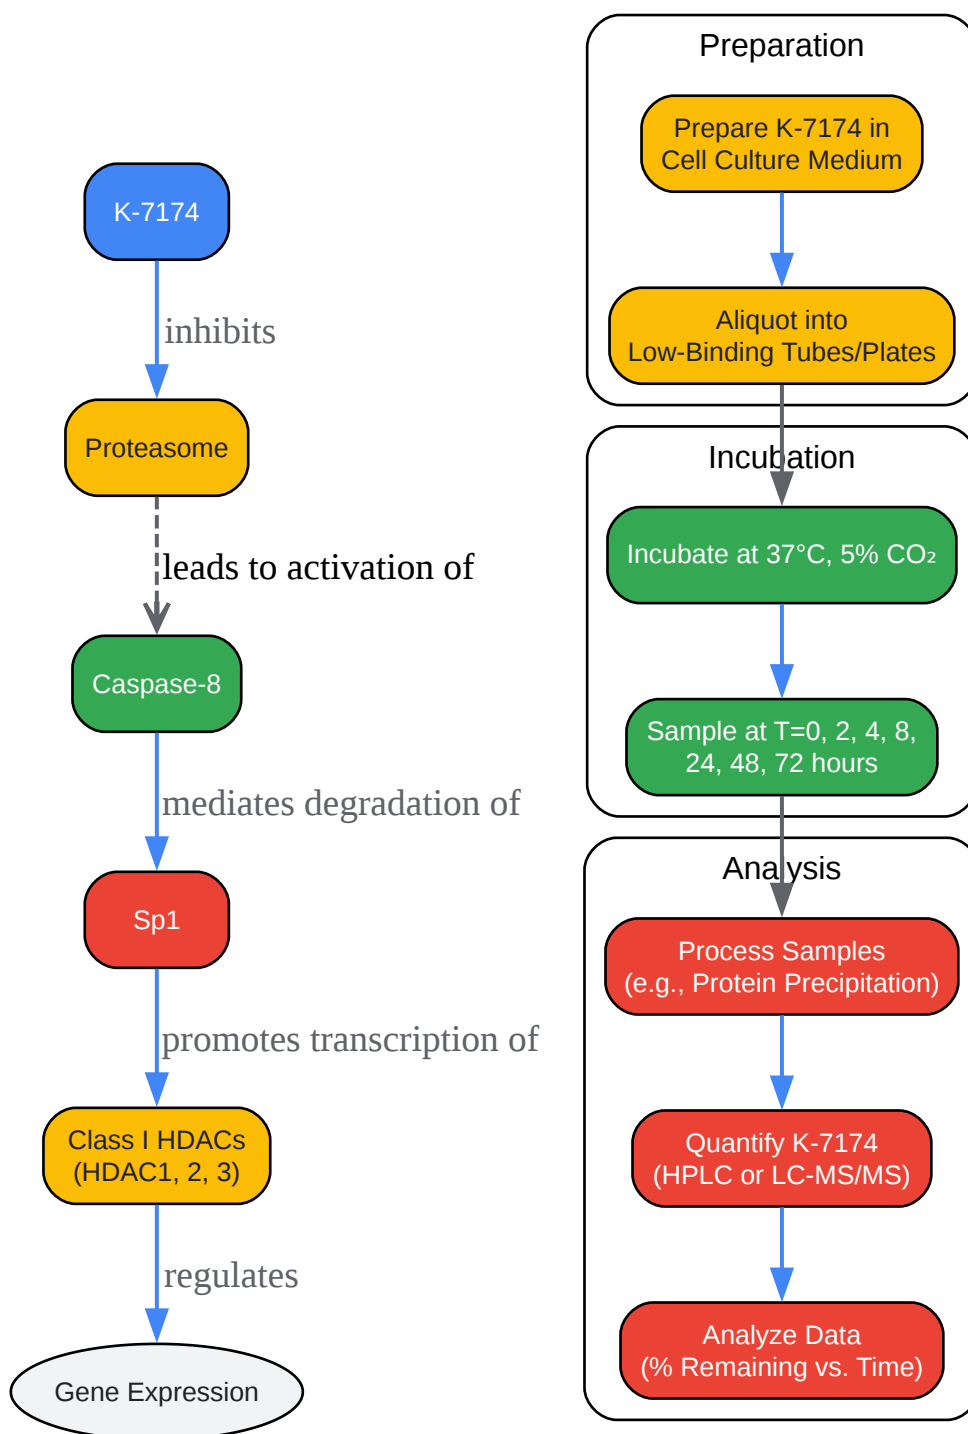 K-7174
inhibits
Proteasome
leads to activation of
Caspase-8
mediates degradation of
Sp1
promotes transcription of
Class I HDACs
(HDAC1, 2, 3)
regulates
Gene Expression
Preparation
Prepare K-7174 in
Cell Culture Medium
Aliquot into
Low-Binding Tubes/Plates
Incubation
Incubate at 37°C, 5% CO₂
Sample at T=0, 2, 4, 8,
24, 48, 72 hours
Analysis
Process Samples
(e.g., Protein Precipitation)
Quantify K-7174
(HPLC or LC-MS/MS)
Analyze Data
(% Remaining vs. Time)